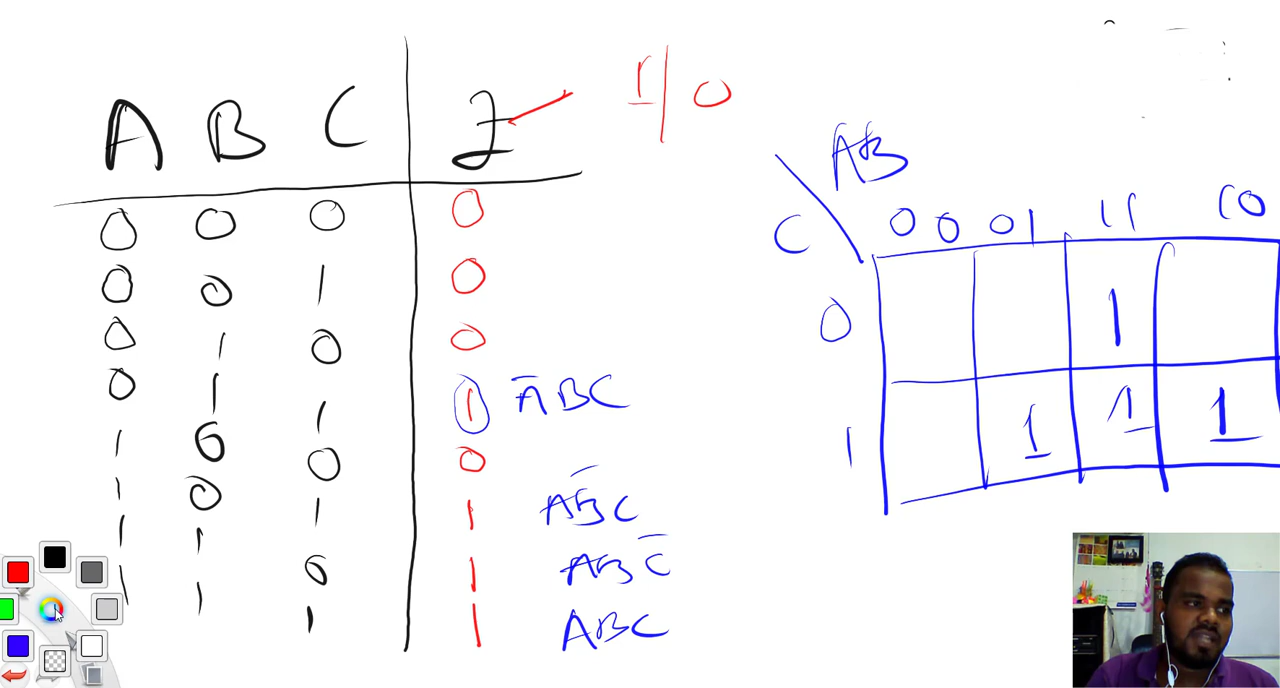 A B C Z 1/0
0 0 0 0
0 0 1 0
0 1 0 0
0 1 1 1 A̅BC
1 0 0 0
1 0 1 1 AB̅C
1 1 0 1 ABC̅
1 1 1 1 ABC
AB
C 00 01 11 10
0 1
1 1 1 1